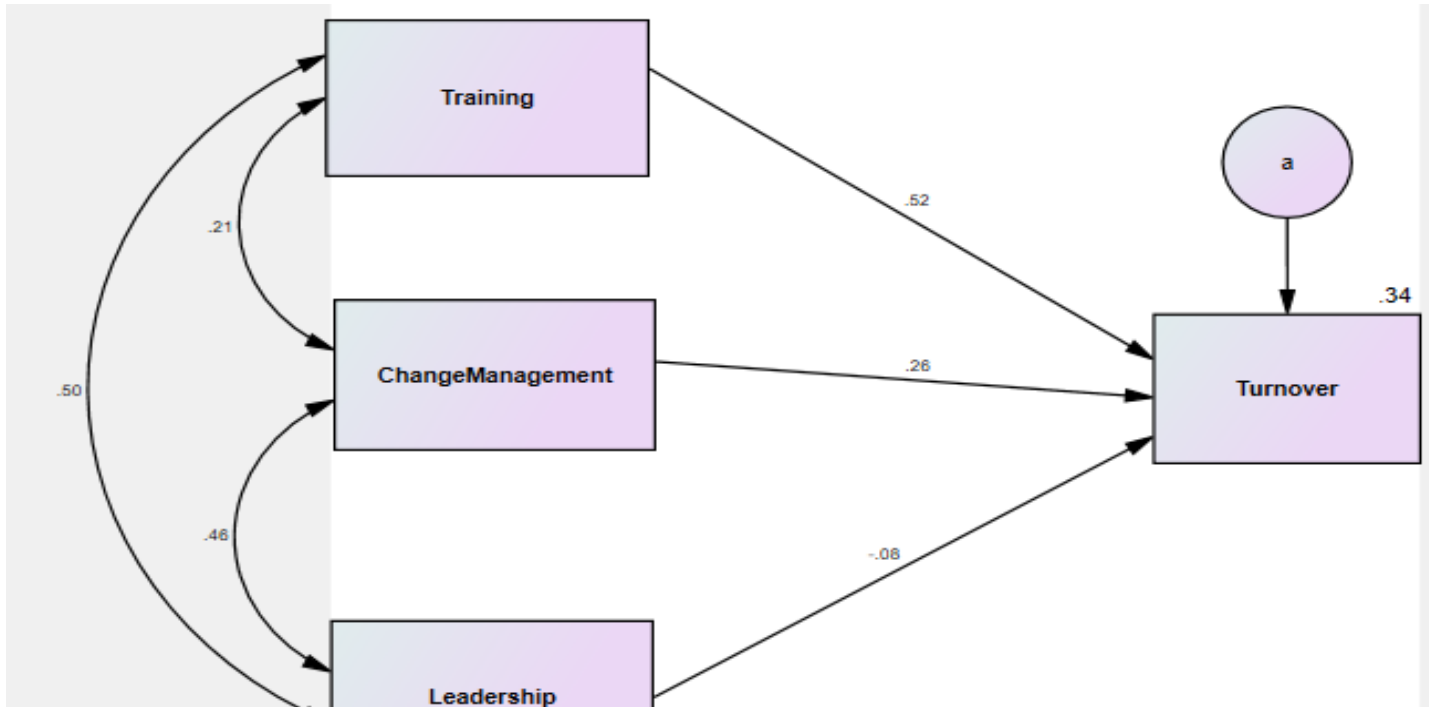 Training
a
.52
.21
.34
ChangeManagement
.26
Turnover
.50
.46
-.08
Leadership